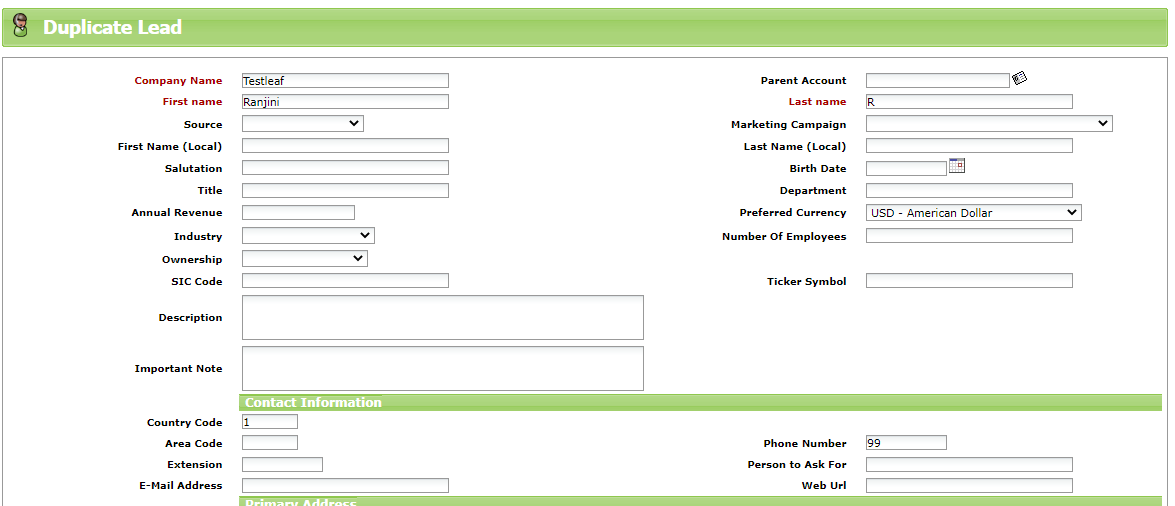 Duplicate Lead
Company Name Testleaf Parent Account
First name Ranjini Last name R
Source Marketing Campaign
First Name (Local) Last Name (Local)
Salutation Birth Date
Title Department
Annual Revenue Preferred Currency USD - American Dollar
Industry Number Of Employees
Ownership
SIC Code Ticker Symbol
Description
Important Note
Contact Information
Country Code 1
Area Code Phone Number 99
Extension Person to Ask For
E-Mail Address Web Url
Primary Address